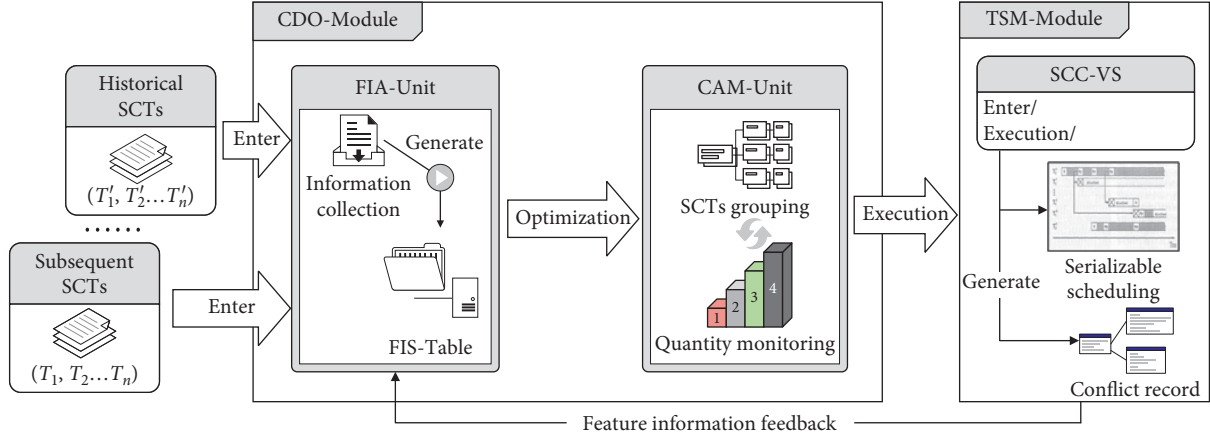 CDO-Module
TSM-Module
Historical
SCTs
(T′1, T′2…T′n)
……
Subsequent
SCTs
(T1, T2…Tn)
Enter
Enter
FIA-Unit
Generate
Information
collection
FIS-Table
Optimization
CAM-Unit
SCTs grouping
1
2
3
4
Quantity monitoring
Execution
SCC-VS
Enter/
Execution/
Generate
Serializable
scheduling
Conflict record
Feature information feedback